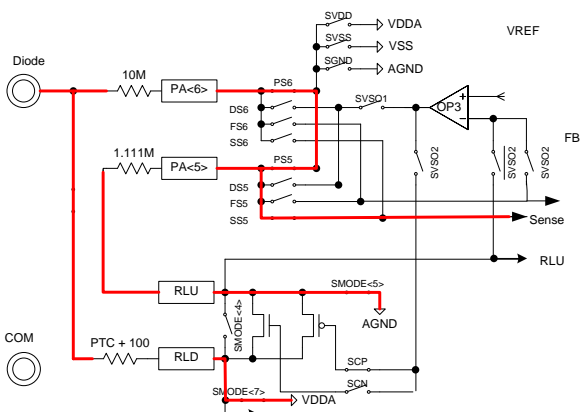 SVDD
VDDA
VREF
SVSS
VSS
Diode
SGND
AGND
10M
PA<6>
PS6
SVSO1
OP3
+
−
DS6
FS6
SS6
FB
1.111M
PA<5>
PS5
SVSO2
SVSO2
SVSO2
DS5
FS5
SS5
Sense
RLU
RLU
SMODE<5>
AGND
SMODE<4>
COM
PTC + 100
RLD
SCP
SCN
SMODE<7>
VDDA